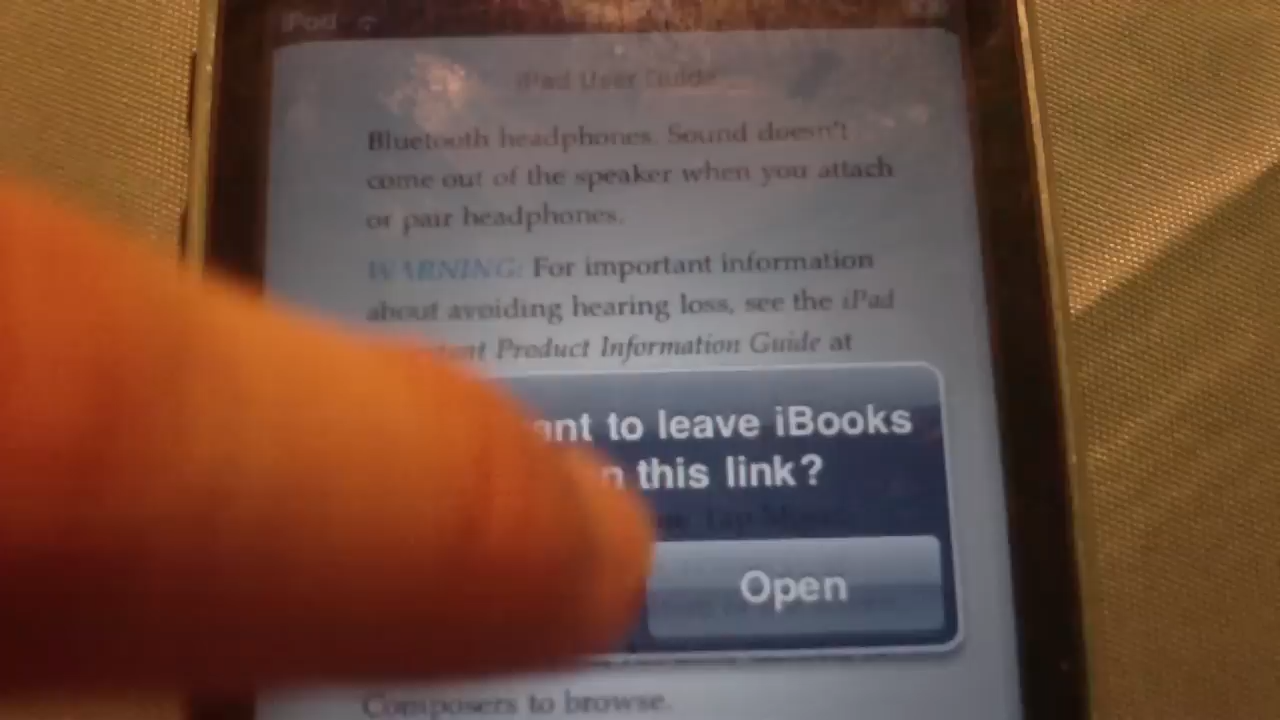 iPod
iPad User Guide
Bluetooth headphones. Sound doesn't
come out of the speaker when you attach
or pair headphones.
WARNING: For important information
about avoiding hearing loss, see the iPad
tant Product Information Guide at
ant to leave iBooks
n this link?
Tap
Open
Composers to browse.